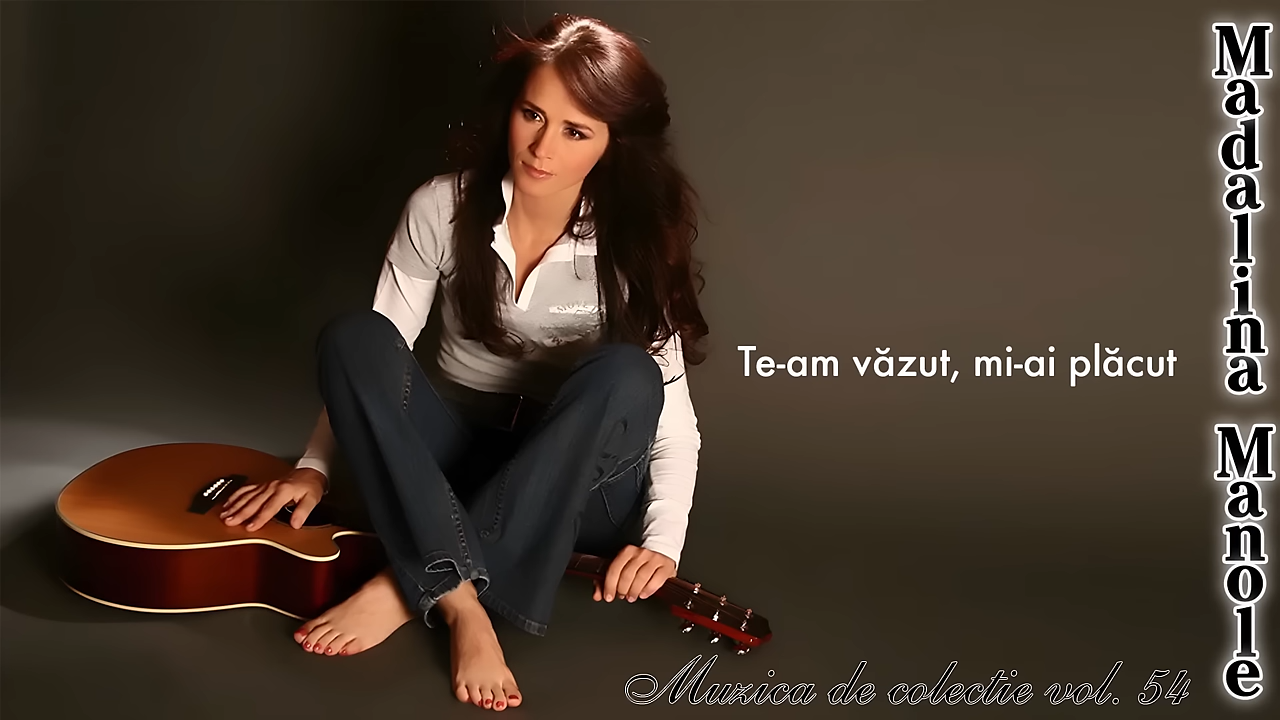 Te-am văzut, mi-ai plăcut
Muzica de colectie vol. 54
Madalina Manole